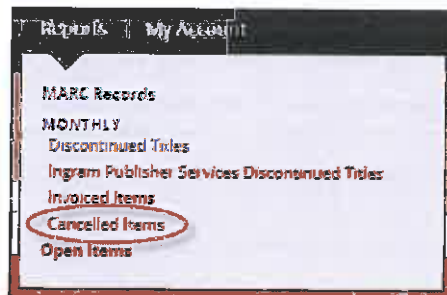 Reports My Account
MARC Records
MONTHLY
Discontinued Titles
Ingram Publisher Services Discontinued Titles
Invoiced Items
Cancelled Items
Open Items